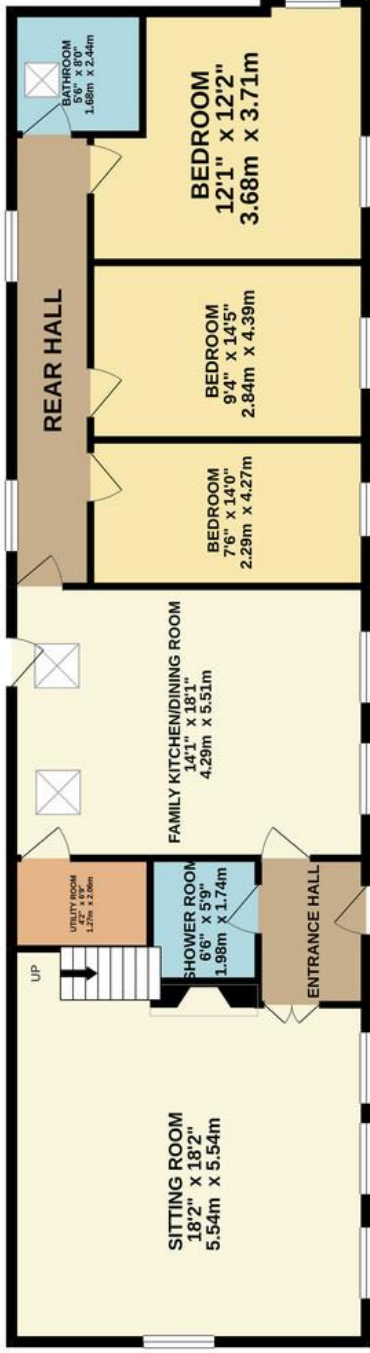 BATHROOM
5'6" x 8'0"
1.68m x 2.44m
BEDROOM
12'1" x 12'2"
3.68m x 3.71m
REAR HALL
BEDROOM
9'4" x 14'5"
2.84m x 4.39m
BEDROOM
7'6" x 14'0"
2.29m x 4.27m
FAMILY KITCHEN/DINING ROOM
14'1" x 18'1"
4.29m x 5.51m
UTILITY ROOM
4'2" x 6'9"
1.27m x 2.06m
SHOWER ROOM
6'6" x 5'9"
1.98m x 1.74m
ENTRANCE HALL
UP
SITTING ROOM
18'2" x 18'2"
5.54m x 5.54m